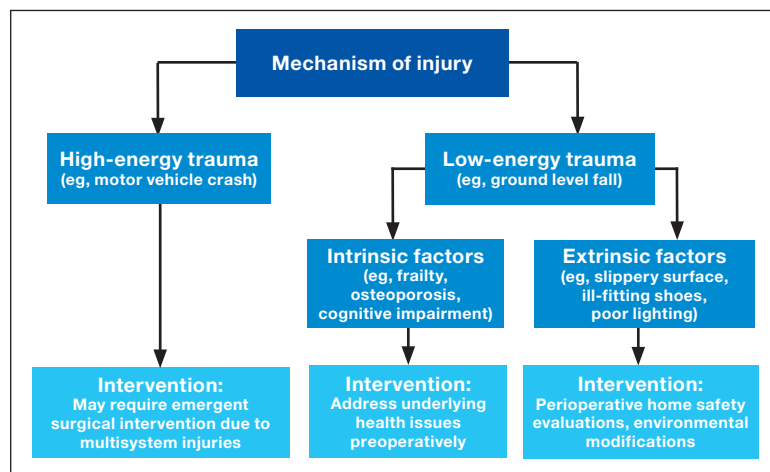 Mechanism of injury
High-energy trauma
(eg, motor vehicle crash)
Low-energy trauma
(eg, ground level fall)
Intrinsic factors
(eg, frailty,
osteoporosis,
cognitive impairment)
Extrinsic factors
(eg, slippery surface,
ill-fitting shoes,
poor lighting)
Intervention:
May require emergent
surgical intervention due to
multisystem injuries
Intervention:
Address underlying
health issues
preoperatively
Intervention:
Perioperative home safety
evaluations, environmental
modifications